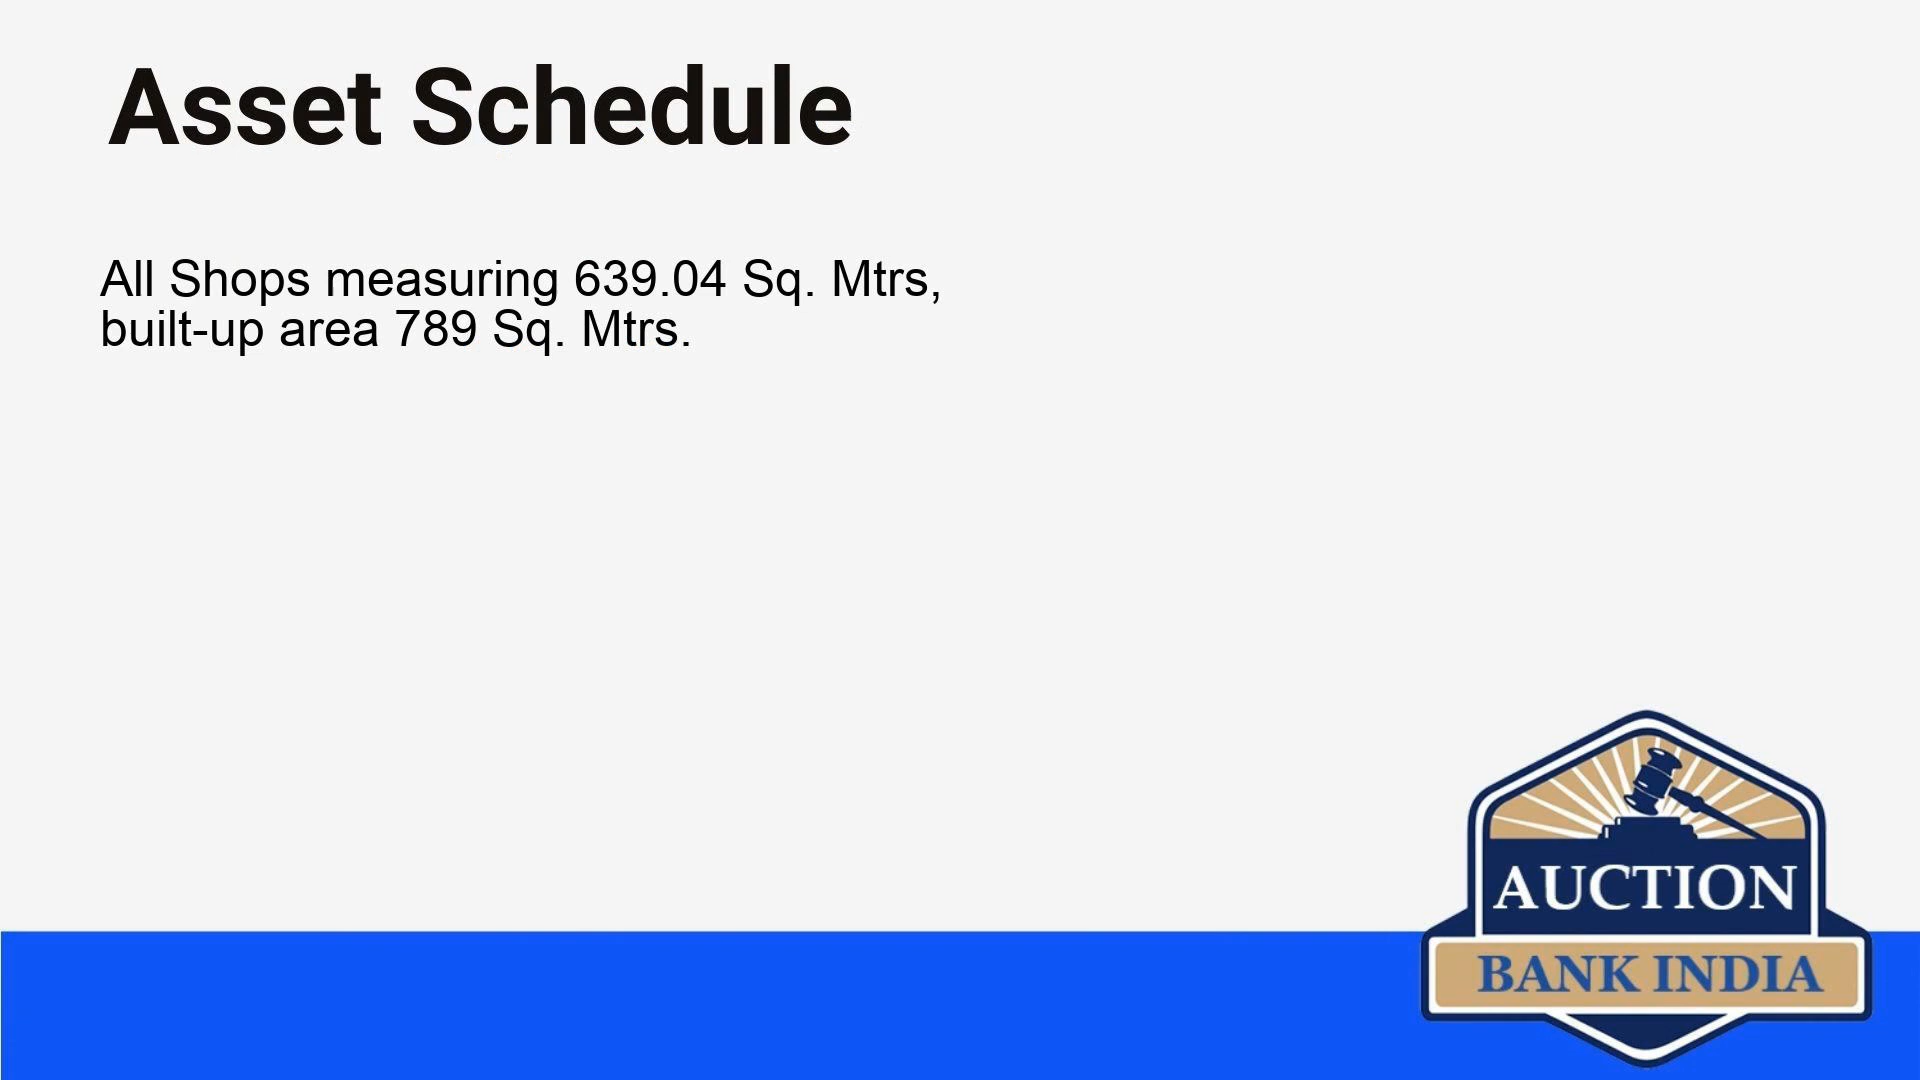 Asset Schedule
All Shops measuring 639.04 Sq. Mtrs,
built-up area 789 Sq. Mtrs.
AUCTION
BANK INDIA